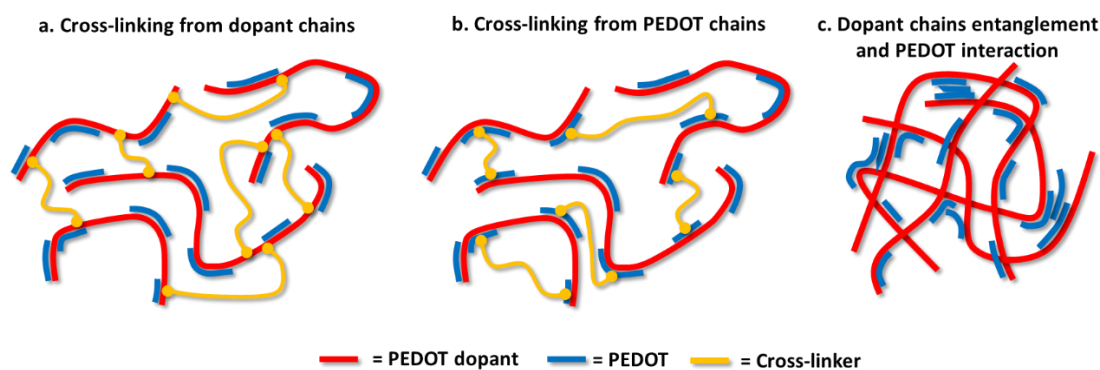 a. Cross-linking from dopant chains
b. Cross-linking from PEDOT chains
c. Dopant chains entanglement
and PEDOT interaction
= PEDOT dopant
= PEDOT
= Cross-linker